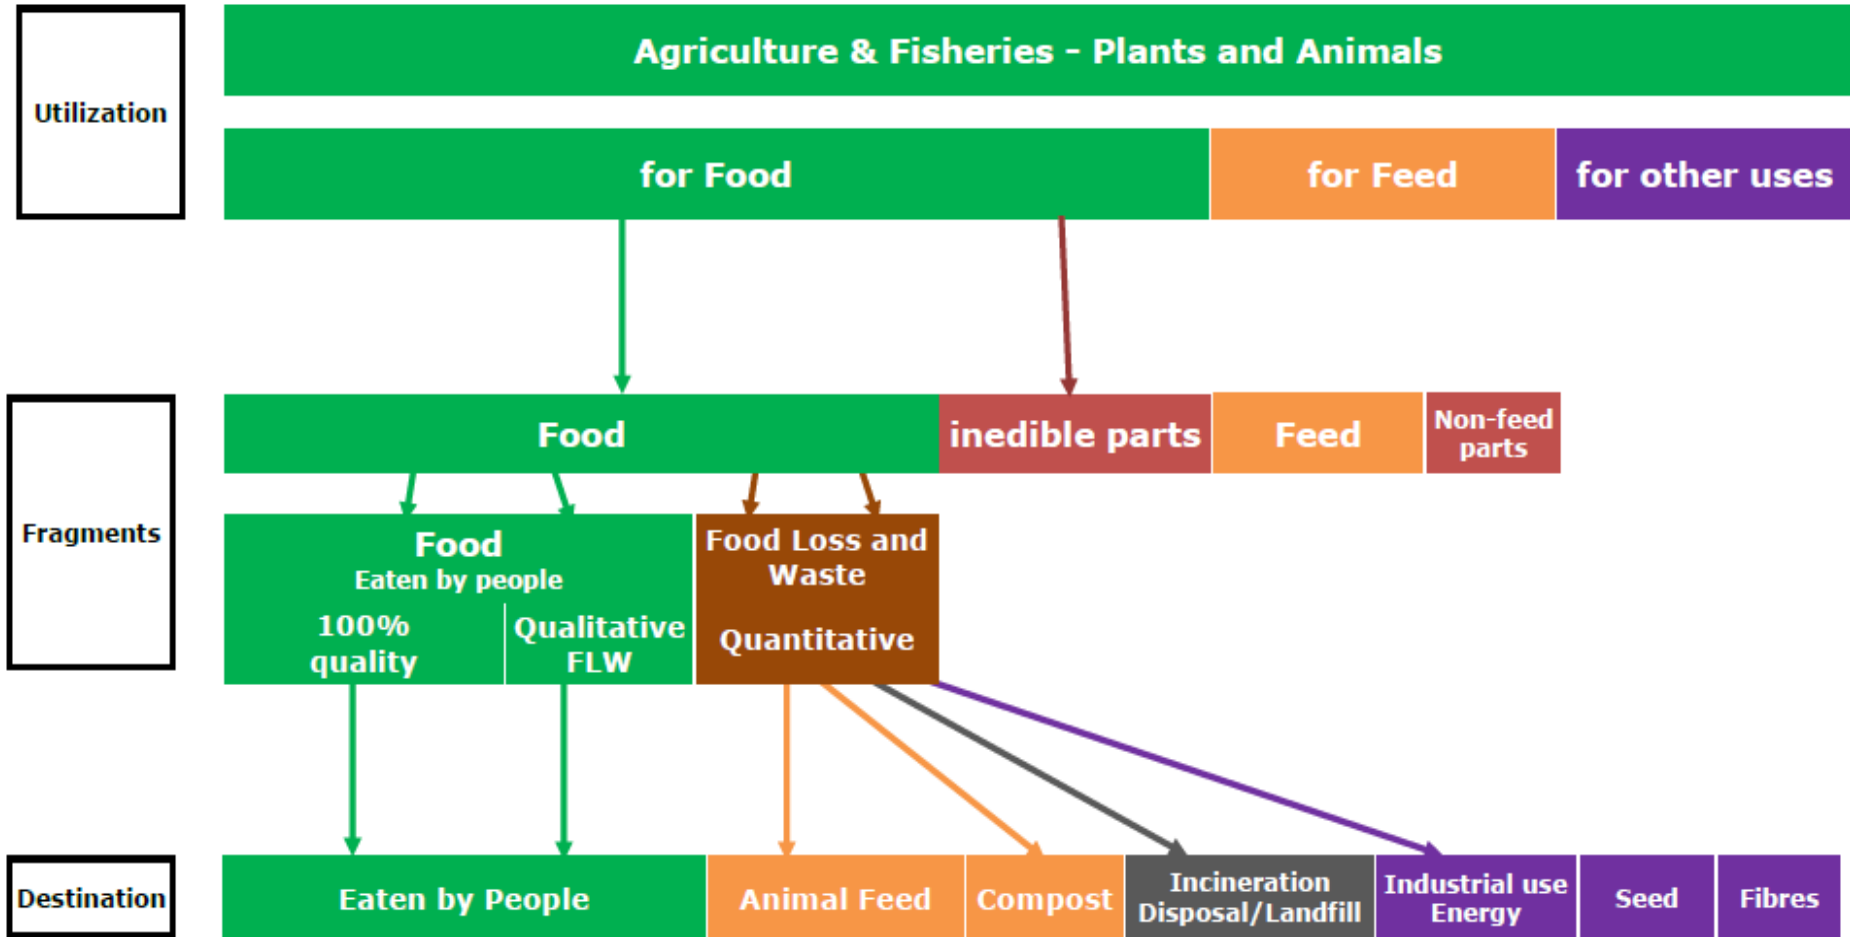 Utilization
Agriculture & Fisheries - Plants and Animals
for Food
for Feed
for other uses
Fragments
Food
inedible parts
Feed
Non-feed
parts
Food
Eaten by people
100%
quality
Qualitative
FLW
Food Loss and
Waste
Quantitative
Destination
Eaten by People
Animal Feed
Compost
Incineration
Disposal/Landfill
Industrial use
Energy
Seed
Fibres